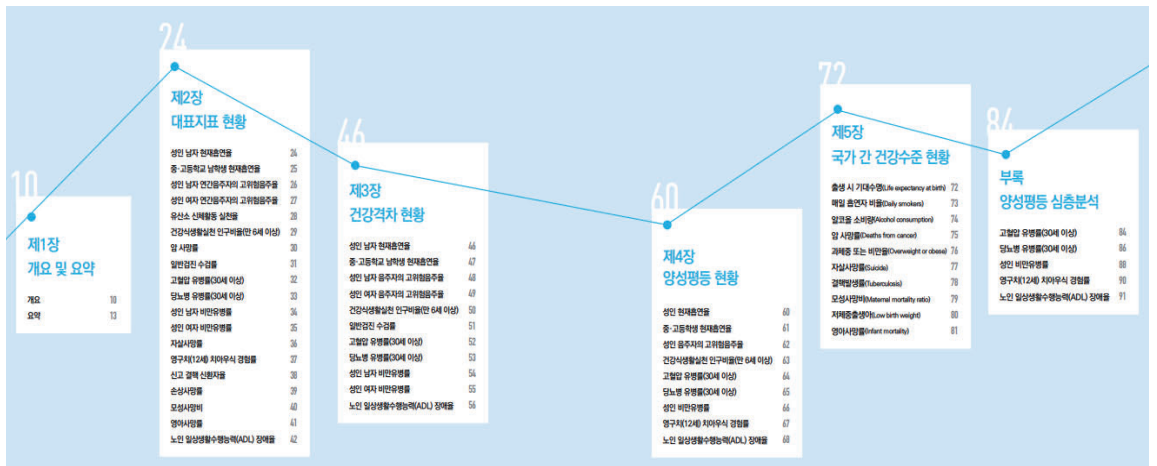 10
제1장
개요 및 요약
개요 10
요약 13
24
제2장
대표지표 현황
성인 남자 현재흡연율 24
중·고등학교 남학생 현재흡연율 25
성인 남자 연간음주자의 고위험음주율 26
성인 여자 연간음주자의 고위험음주율 27
유산소 신체활동 실천율 28
건강식생활실천 인구비율(만 6세 이상) 29
암 사망률 30
일반검진 수검률 31
고혈압 유병률(30세 이상) 32
당뇨병 유병률(30세 이상) 33
성인 남자 비만유병률 34
성인 여자 비만유병률 35
자살사망률 36
영구치(12세) 치아우식 경험률 37
신고 결핵 신환자율 38
손상사망률 39
모성사망비 40
영아사망률 41
노인 일상생활수행능력(ADL) 장애율 42
46
제3장
건강격차 현황
성인 남자 현재흡연율 46
중·고등학교 남학생 현재흡연율 47
성인 남자 음주자의 고위험음주율 48
성인 여자 음주자의 고위험음주율 49
건강식생활실천 인구비율(만 6세 이상) 50
일반검진 수검률 51
고혈압 유병률(30세 이상) 52
당뇨병 유병률(30세 이상) 53
성인 남자 비만유병률 54
성인 여자 비만유병률 55
노인 일상생활수행능력(ADL) 장애율 56
60
제4장
양성평등 현황
성인 현재흡연율 60
중·고등학생 현재흡연율 61
성인 음주자의 고위험음주율 62
건강식생활실천 인구비율(만 6세 이상) 63
고혈압 유병률(30세 이상) 64
당뇨병 유병률(30세 이상) 65
성인 비만유병률 66
영구치(12세) 치아우식 경험률 67
노인 일상생활수행능력(ADL) 장애율 68
72
제5장
국가 간 건강수준 현황
출생 시 기대수명(Life expectancy at birth) 72
매일 흡연자 비율(Daily smokers) 73
알코올 소비량(Alcohol consumption) 74
암 사망률(Deaths from cancer) 75
과체중 또는 비만율(Overweight or obese) 76
자살사망률(Suicide) 77
결핵발생률(Tuberculosis) 78
모성사망비(Maternal mortality ratio) 79
저체중출생아(Low birth weight) 80
영아사망률(Infant mortality) 81
84
부록
양성평등 심층분석
고혈압 유병률(30세 이상) 84
당뇨병 유병률(30세 이상) 86
성인 비만유병률 88
영구치(12세) 치아우식 경험률 90
노인 일상생활수행능력(ADL) 장애율 91